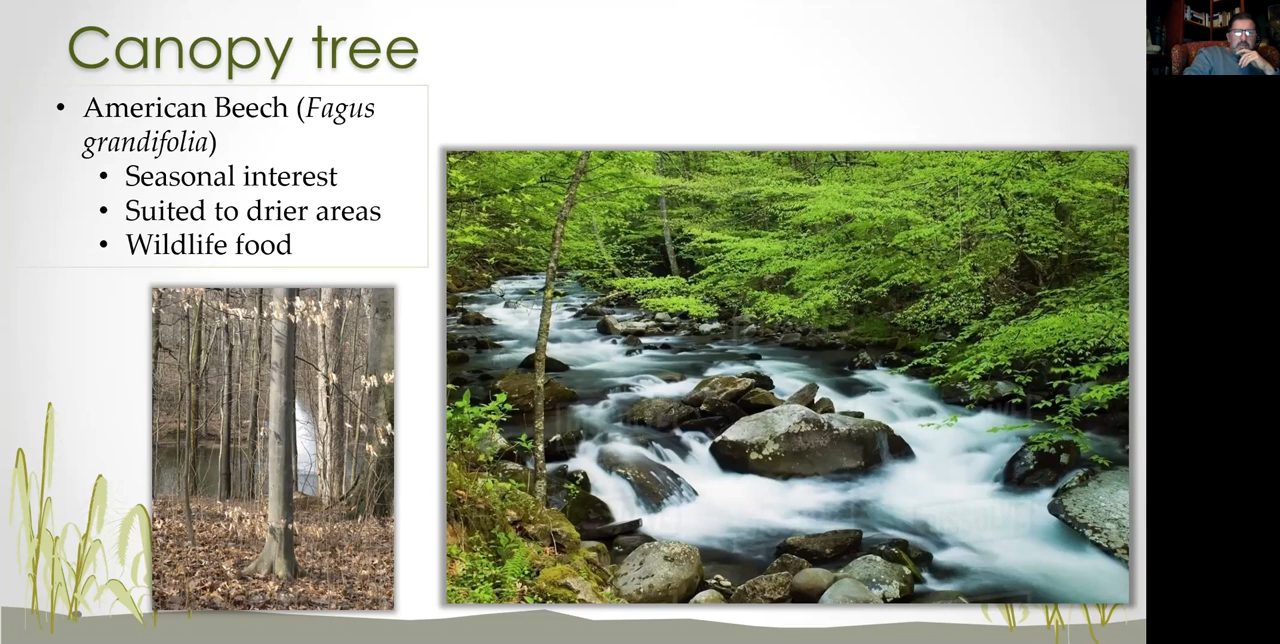 Canopy tree
• American Beech (Fagus
grandifolia)
• Seasonal interest
• Suited to drier areas
• Wildlife food